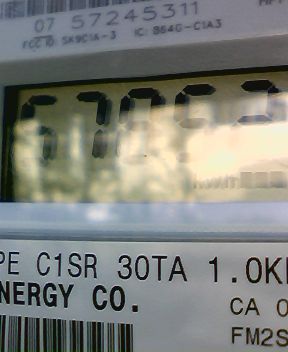 07 57245311
FCC ID: SK9C1A-3 IC: 864G-C1A3
PE C1SR 30TA 1.0K
NERGY CO.
CA 0
FM2S